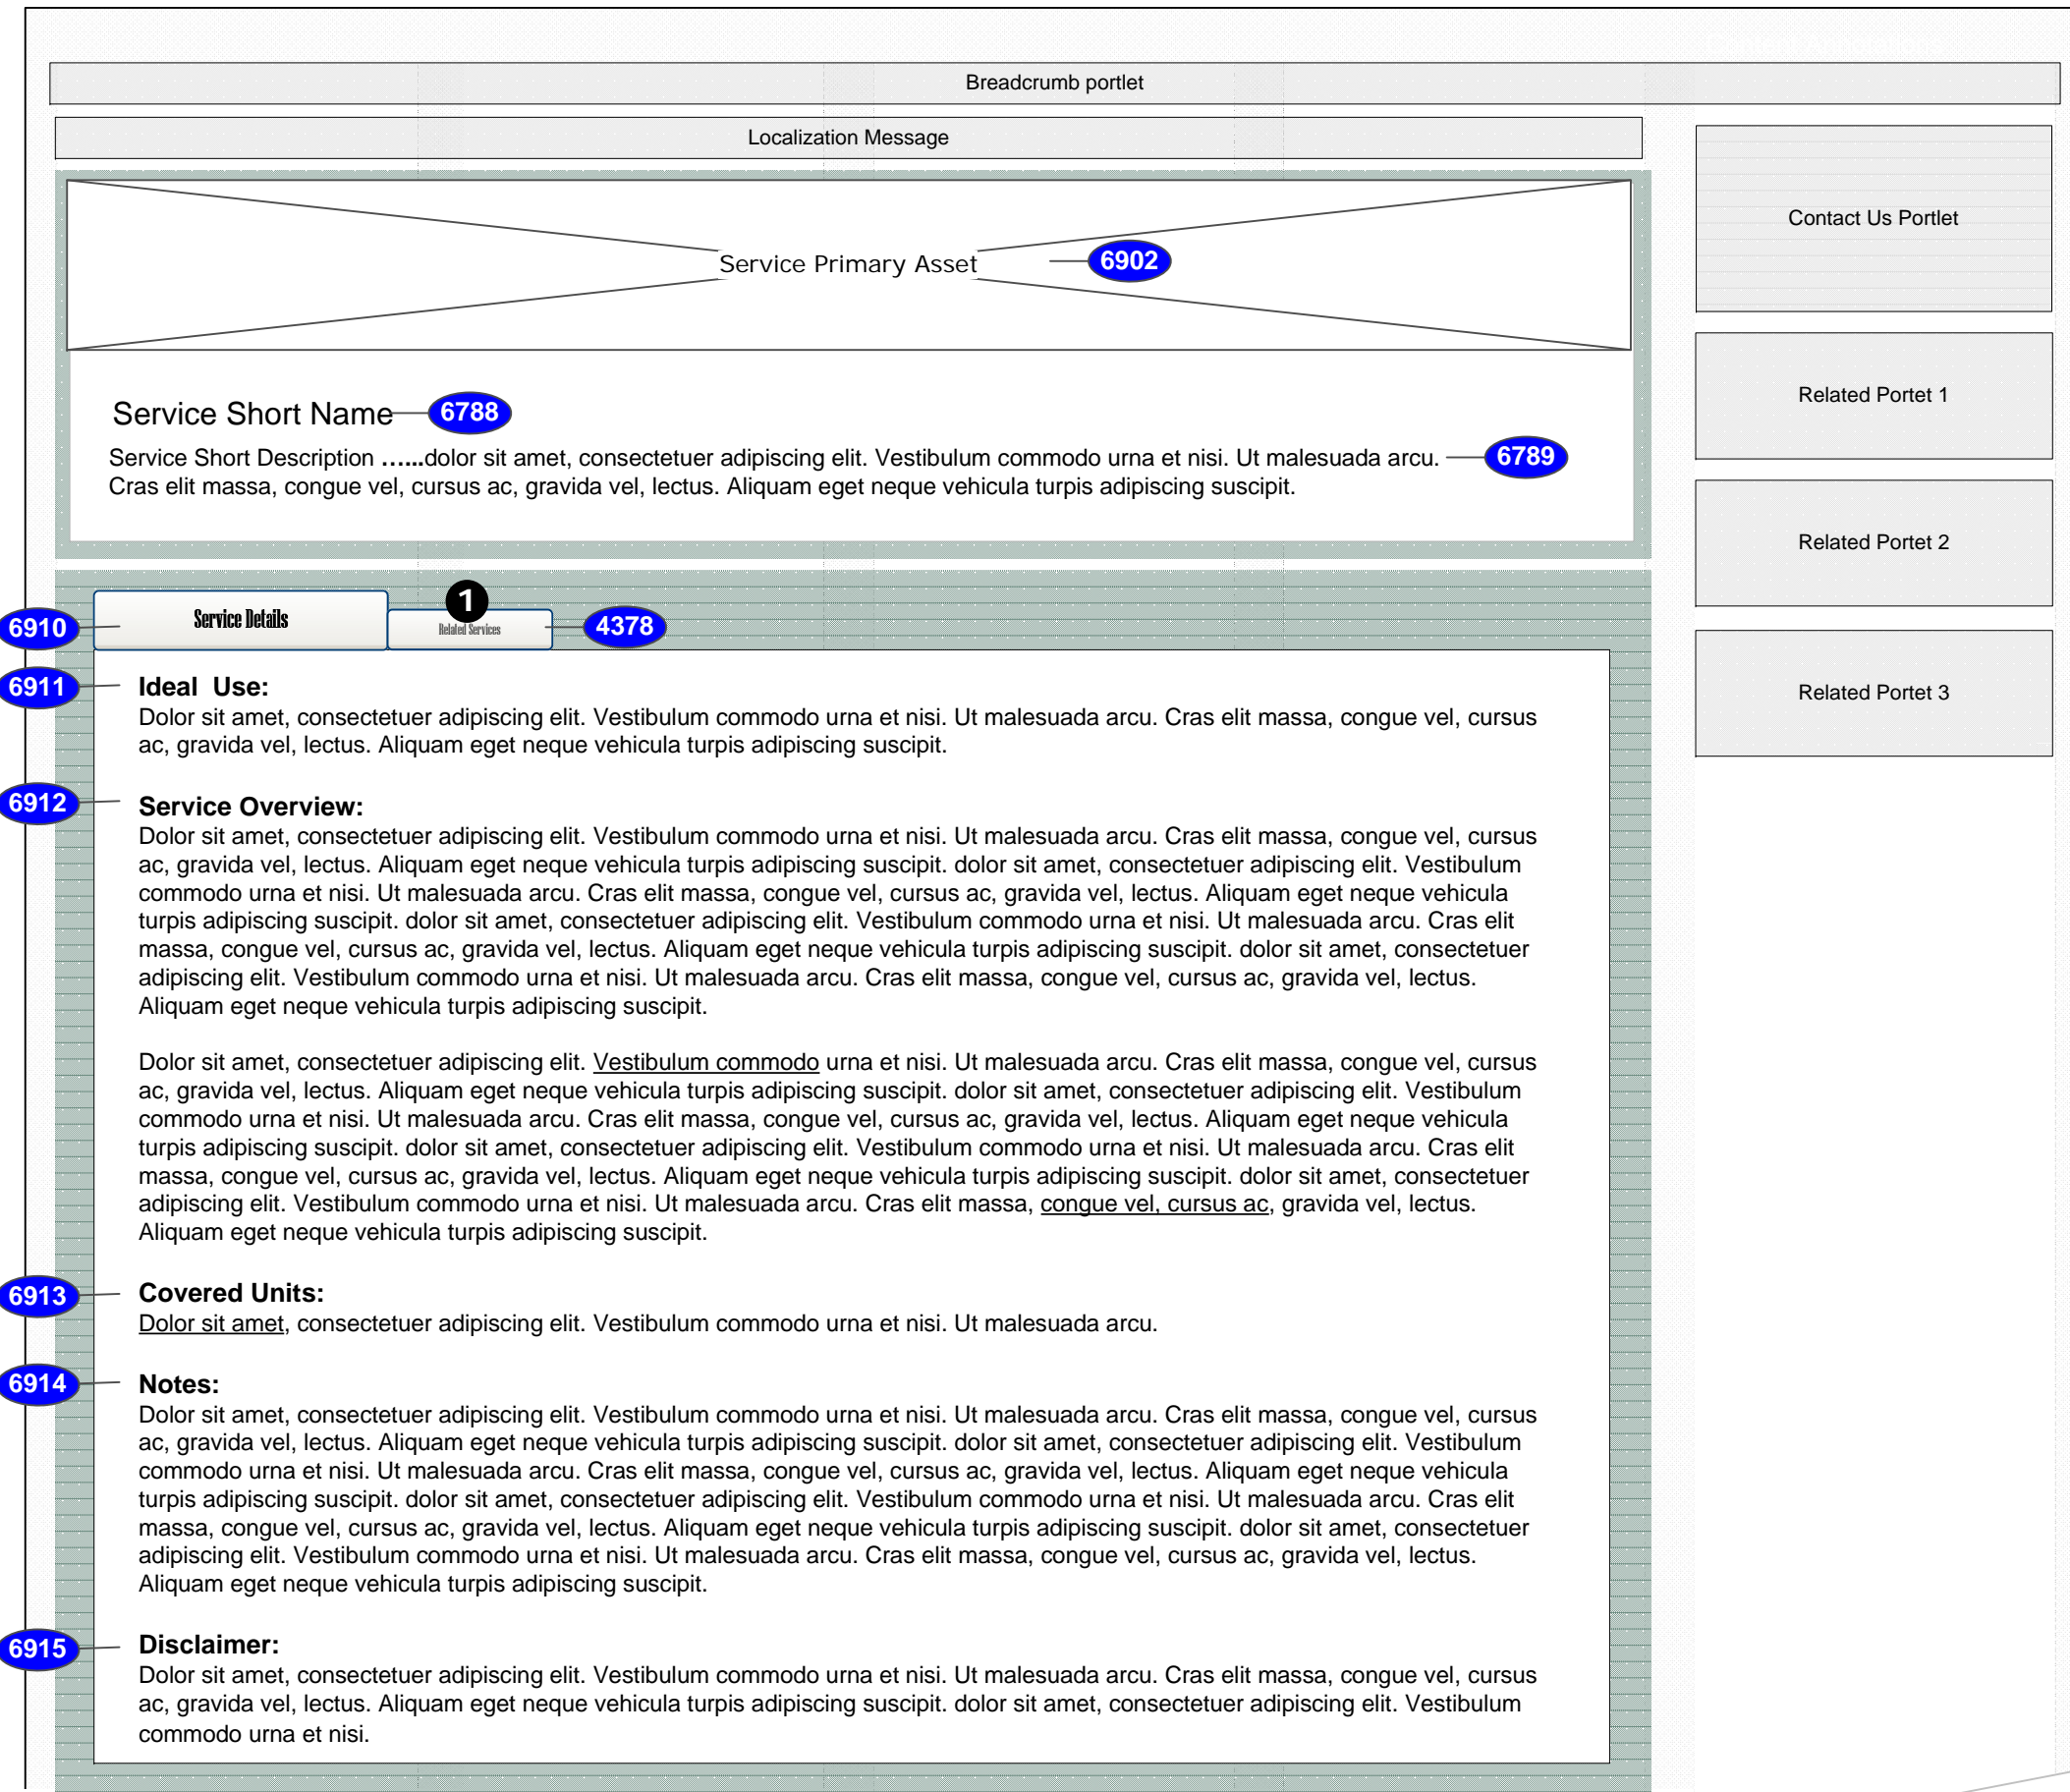 Breadcrumb portlet
Localization Message
Contact Us Portlet
Service Primary Asset
6902
Related Portet 1
Service Short Name
6788
Service Short Description …...dolor sit amet, consectetuer adipiscing elit. Vestibulum commodo urna et nisi. Ut malesuada arcu.
6789
Cras elit massa, congue vel, cursus ac, gravida vel, lectus. Aliquam eget neque vehicula turpis adipiscing suscipit.
Related Portet 2
6910
Service Details
1
Related Services
4378
Related Portet 3
6911
Ideal  Use:
Dolor sit amet, consectetuer adipiscing elit. Vestibulum commodo urna et nisi. Ut malesuada arcu. Cras elit massa, congue vel, cursus
ac, gravida vel, lectus. Aliquam eget neque vehicula turpis adipiscing suscipit.
6912
Service Overview:
Dolor sit amet, consectetuer adipiscing elit. Vestibulum commodo urna et nisi. Ut malesuada arcu. Cras elit massa, congue vel, cursus
ac, gravida vel, lectus. Aliquam eget neque vehicula turpis adipiscing suscipit. dolor sit amet, consectetuer adipiscing elit. Vestibulum
commodo urna et nisi. Ut malesuada arcu. Cras elit massa, congue vel, cursus ac, gravida vel, lectus. Aliquam eget neque vehicula
turpis adipiscing suscipit. dolor sit amet, consectetuer adipiscing elit. Vestibulum commodo urna et nisi. Ut malesuada arcu. Cras elit
massa, congue vel, cursus ac, gravida vel, lectus. Aliquam eget neque vehicula turpis adipiscing suscipit. dolor sit amet, consectetuer
adipiscing elit. Vestibulum commodo urna et nisi. Ut malesuada arcu. Cras elit massa, congue vel, cursus ac, gravida vel, lectus.
Aliquam eget neque vehicula turpis adipiscing suscipit.
Dolor sit amet, consectetuer adipiscing elit. Vestibulum commodo urna et nisi. Ut malesuada arcu. Cras elit massa, congue vel, cursus
ac, gravida vel, lectus. Aliquam eget neque vehicula turpis adipiscing suscipit. dolor sit amet, consectetuer adipiscing elit. Vestibulum
commodo urna et nisi. Ut malesuada arcu. Cras elit massa, congue vel, cursus ac, gravida vel, lectus. Aliquam eget neque vehicula
turpis adipiscing suscipit. dolor sit amet, consectetuer adipiscing elit. Vestibulum commodo urna et nisi. Ut malesuada arcu. Cras elit
massa, congue vel, cursus ac, gravida vel, lectus. Aliquam eget neque vehicula turpis adipiscing suscipit. dolor sit amet, consectetuer
adipiscing elit. Vestibulum commodo urna et nisi. Ut malesuada arcu. Cras elit massa, congue vel, cursus ac, gravida vel, lectus.
Aliquam eget neque vehicula turpis adipiscing suscipit.
6913
Covered Units:
Dolor sit amet, consectetuer adipiscing elit. Vestibulum commodo urna et nisi. Ut malesuada arcu.
6914
Notes:
Dolor sit amet, consectetuer adipiscing elit. Vestibulum commodo urna et nisi. Ut malesuada arcu. Cras elit massa, congue vel, cursus
ac, gravida vel, lectus. Aliquam eget neque vehicula turpis adipiscing suscipit. dolor sit amet, consectetuer adipiscing elit. Vestibulum
commodo urna et nisi. Ut malesuada arcu. Cras elit massa, congue vel, cursus ac, gravida vel, lectus. Aliquam eget neque vehicula
turpis adipiscing suscipit. dolor sit amet, consectetuer adipiscing elit. Vestibulum commodo urna et nisi. Ut malesuada arcu. Cras elit
massa, congue vel, cursus ac, gravida vel, lectus. Aliquam eget neque vehicula turpis adipiscing suscipit. dolor sit amet, consectetuer
adipiscing elit. Vestibulum commodo urna et nisi. Ut malesuada arcu. Cras elit massa, congue vel, cursus ac, gravida vel, lectus.
Aliquam eget neque vehicula turpis adipiscing suscipit.
6915
Disclaimer:
Dolor sit amet, consectetuer adipiscing elit. Vestibulum commodo urna et nisi. Ut malesuada arcu. Cras elit massa, congue vel, cursus
ac, gravida vel, lectus. Aliquam eget neque vehicula turpis adipiscing suscipit. dolor sit amet, consectetuer adipiscing elit. Vestibulum
commodo urna et nisi.